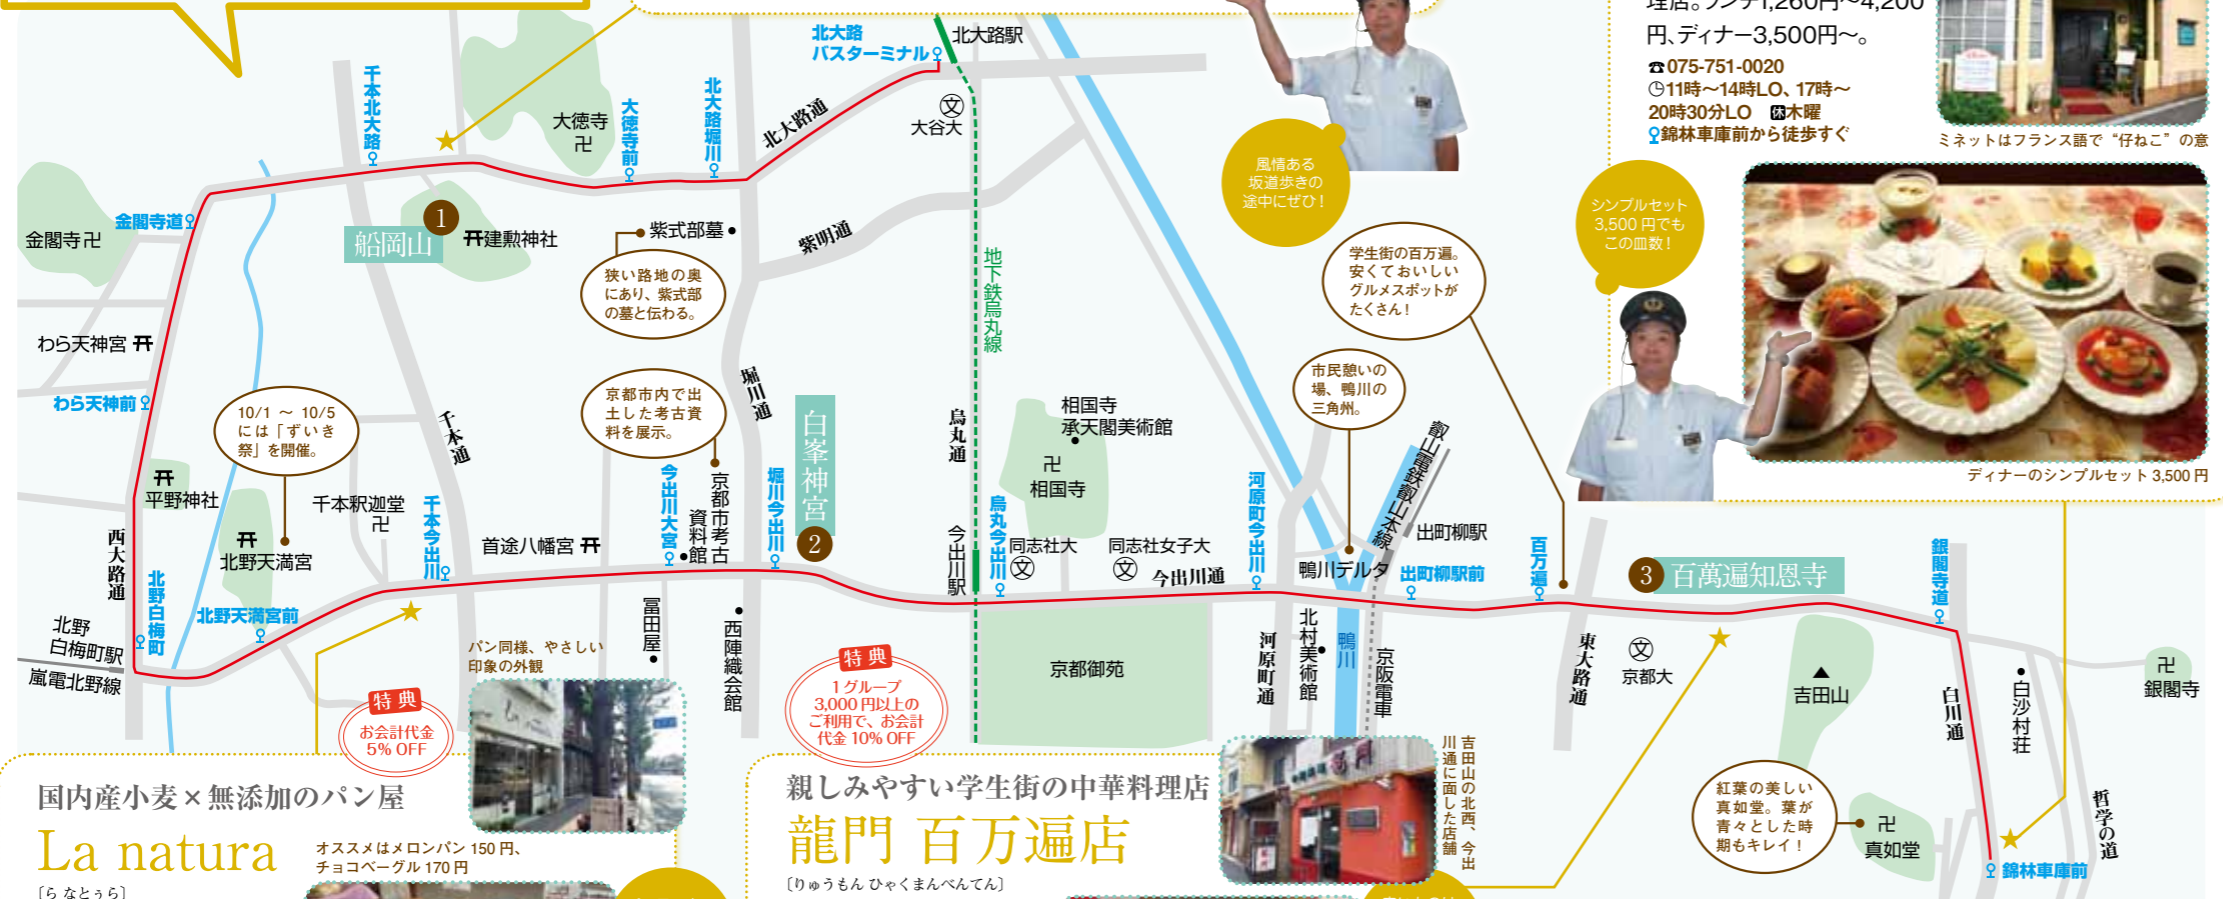 理店。ランチ1,260円〜4,200
円、ディナー3,500円〜。
☎075-751-0020
11時〜14時LO、17時〜
20時30分LO 休木曜
錦林車庫前から徒歩すぐ
ミネットはフランス語で“仔ねこ”の意
シンプルセット
3,500円でも
この皿数！
ディナーのシンプルセット 3,500円
風情ある
坂道歩きの
途中にぜひ！
北大路
バスターミナル
北大路駅
千本北大路
大徳寺
卍
大徳寺前
北大路堀川
北大路通
文
大谷大
金閣寺道
金閣寺卍
1
船岡山
建勲神社
紫式部墓
狭い路地の奥
にあり、紫式部
の墓と伝わる。
紫明通
地下鉄烏丸線
学生街の百万遍。
安くておいしい
グルメスポットが
たくさん！
わら天神宮
わら天神前
10/1 〜 10/5
には「ずいき
祭」を開催。
千本通
京都市内で出
土した考古資
料を展示。
堀川通
白峯神宮
2
烏丸通
相国寺
承天閣美術館
卍
相国寺
市民憩いの
場、鴨川の
三角州。
叡山電鉄叡山本線
出町柳駅
平野神社
西大路通
北野天満宮
千本釈迦堂
卍
千本今出川
首途八幡宮
今出川大宮
京都市考古
資料館
堀川今出川
今出川駅
烏丸今出川
同志社大
文
同志社女子大
文
今出川通
河原町今出川
鴨川デルタ
出町柳駅前
百万遍
3
百萬遍知恩寺
銀閣寺道
北野白梅町
北野天満宮前
北野
白梅町駅
嵐電北野線
冨田屋
西陣織会館
京都御苑
河原町通
北村美術館
鴨川
京阪電車
東大路通
文
京都大
吉田山
白川通
白沙村荘
卍
銀閣寺
紅葉の美しい
真如堂。葉が
青々とした時
期もキレイ！
卍
真如堂
哲学の道
錦林車庫前
パン同様、やさしい
印象の外観
特典
お会計代金
5% OFF
国内産小麦×無添加のパン屋
La natura
〔ら なとぅら〕
オススメはメロンパン 150円、
チョコベーグル 170円
特典
1グループ
3,000円以上の
ご利用で、お会計
代金 10% OFF
親しみやすい学生街の中華料理店
龍門 百万遍店
〔りゅうもん ひゃくまんべんてん〕
吉田山の北西、今出
川通に面した店舗